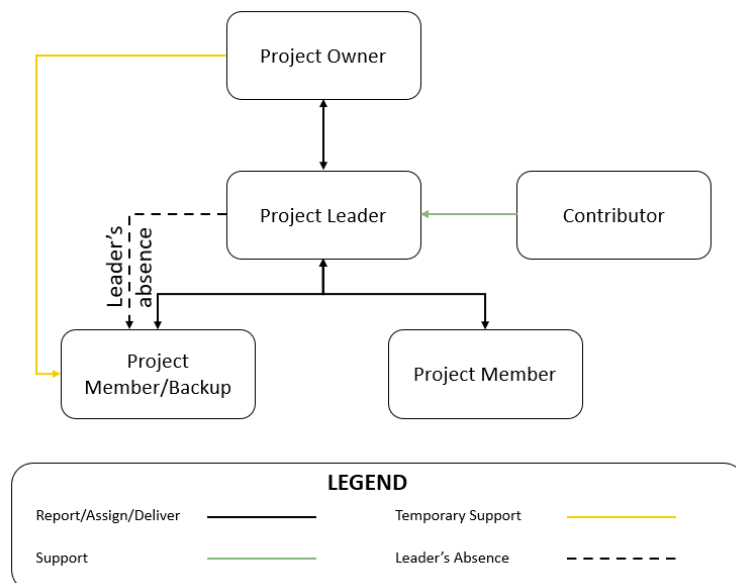 Project Owner
Project Leader
Contributor
Leader's
absence
Project
Member/Backup
Project Member
LEGEND
Report/Assign/Deliver
Temporary Support
Support
Leader's Absence